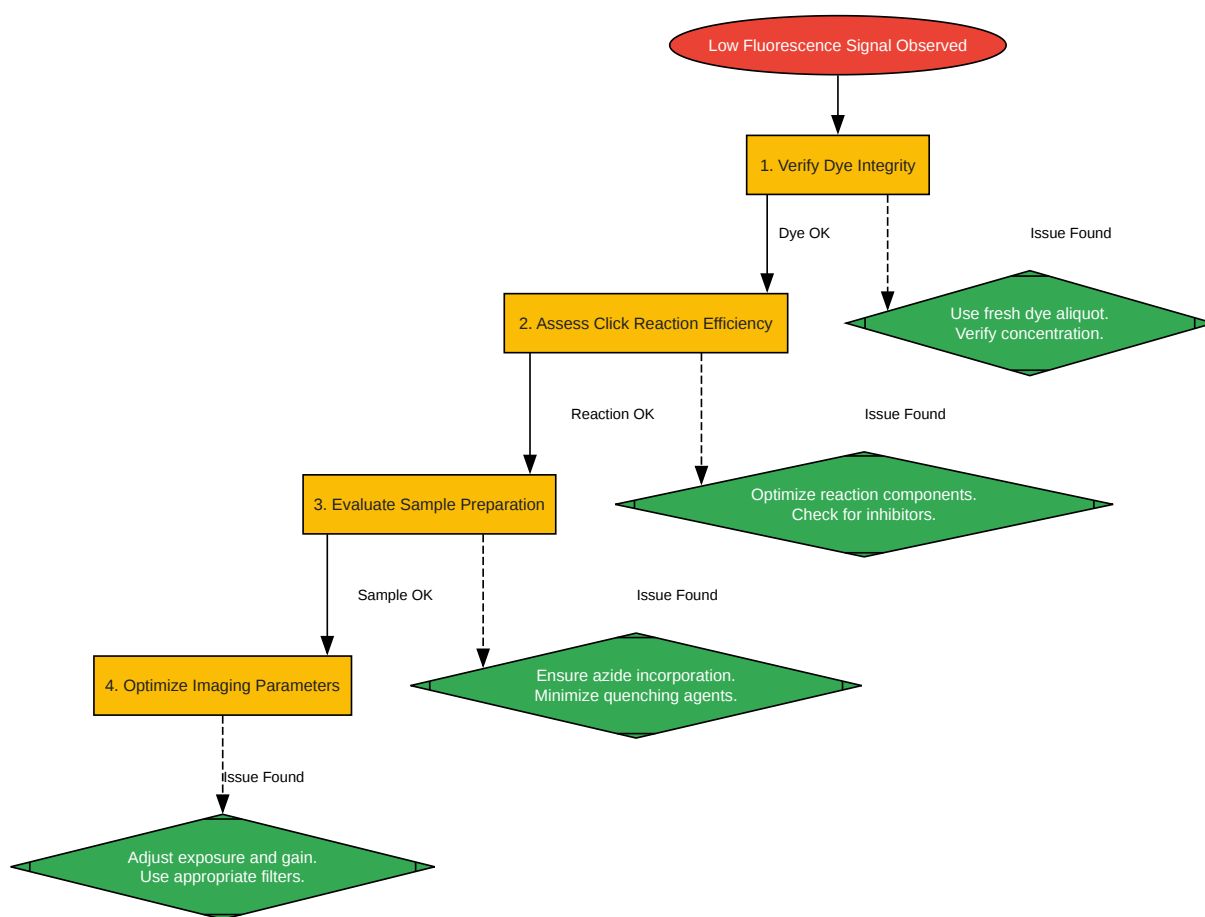 Low Fluorescence Signal Observed
1. Verify Dye Integrity
Dye OK
Issue Found
Use fresh dye aliquot.
Verify concentration.
2. Assess Click Reaction Efficiency
Reaction OK
Issue Found
Optimize reaction components.
Check for inhibitors.
3. Evaluate Sample Preparation
Sample OK
Issue Found
Ensure azide incorporation.
Minimize quenching agents.
4. Optimize Imaging Parameters
Issue Found
Adjust exposure and gain.
Use appropriate filters.